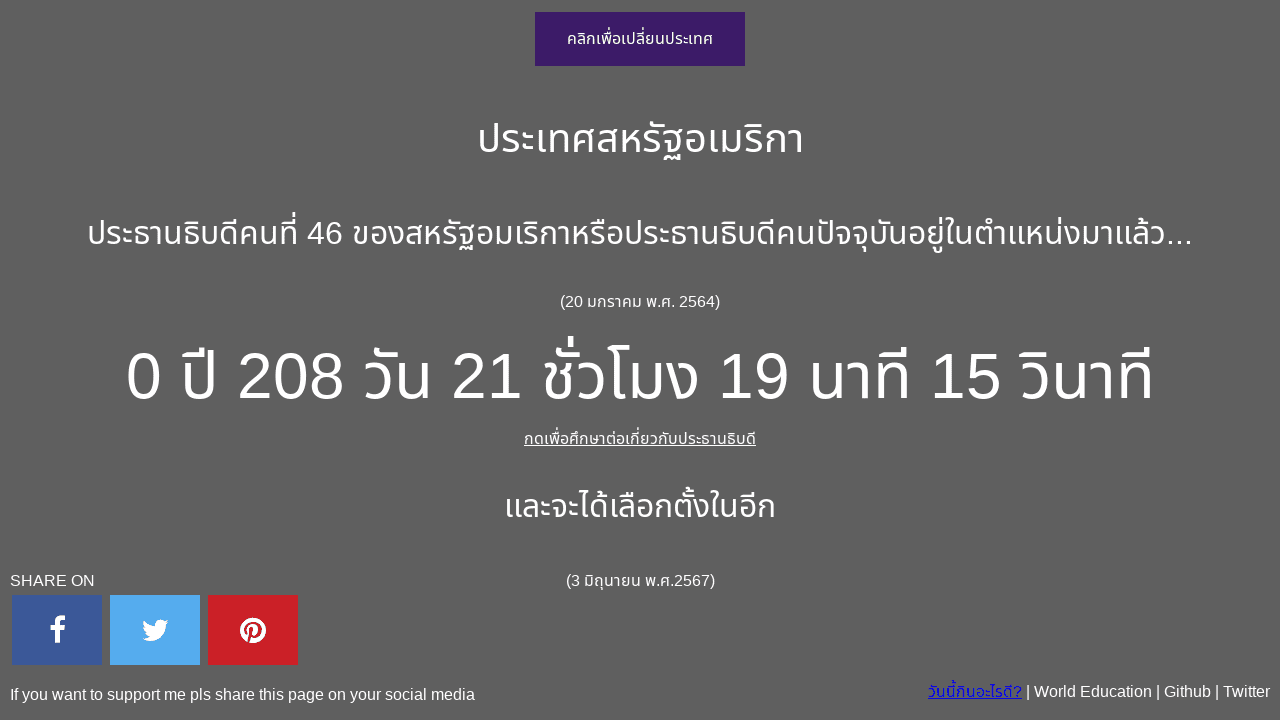 คลิกเพื่อเปลี่ยนประเทศ
ประเทศสหรัฐอเมริกา
ประธานธิบดีคนที่ 46 ของสหรัฐอมเริกาหรือประธานธิบดีคนปัจจุบันอยู่ในตำแหน่งมาแล้ว...
(20 มกราคม พ.ศ. 2564)
0 ปี 208 วัน 21 ชั่วโมง 19 นาที 15 วินาที
กดเพื่อศึกษาต่อเกี่ยวกับประธานธิบดี
และจะได้เลือกตั้งในอีก
(3 มิถุนายน พ.ศ.2567)
SHARE ON
If you want to support me pls share this page on your social media
วันนี้กินอะไรดี? | World Education | Github | Twitter